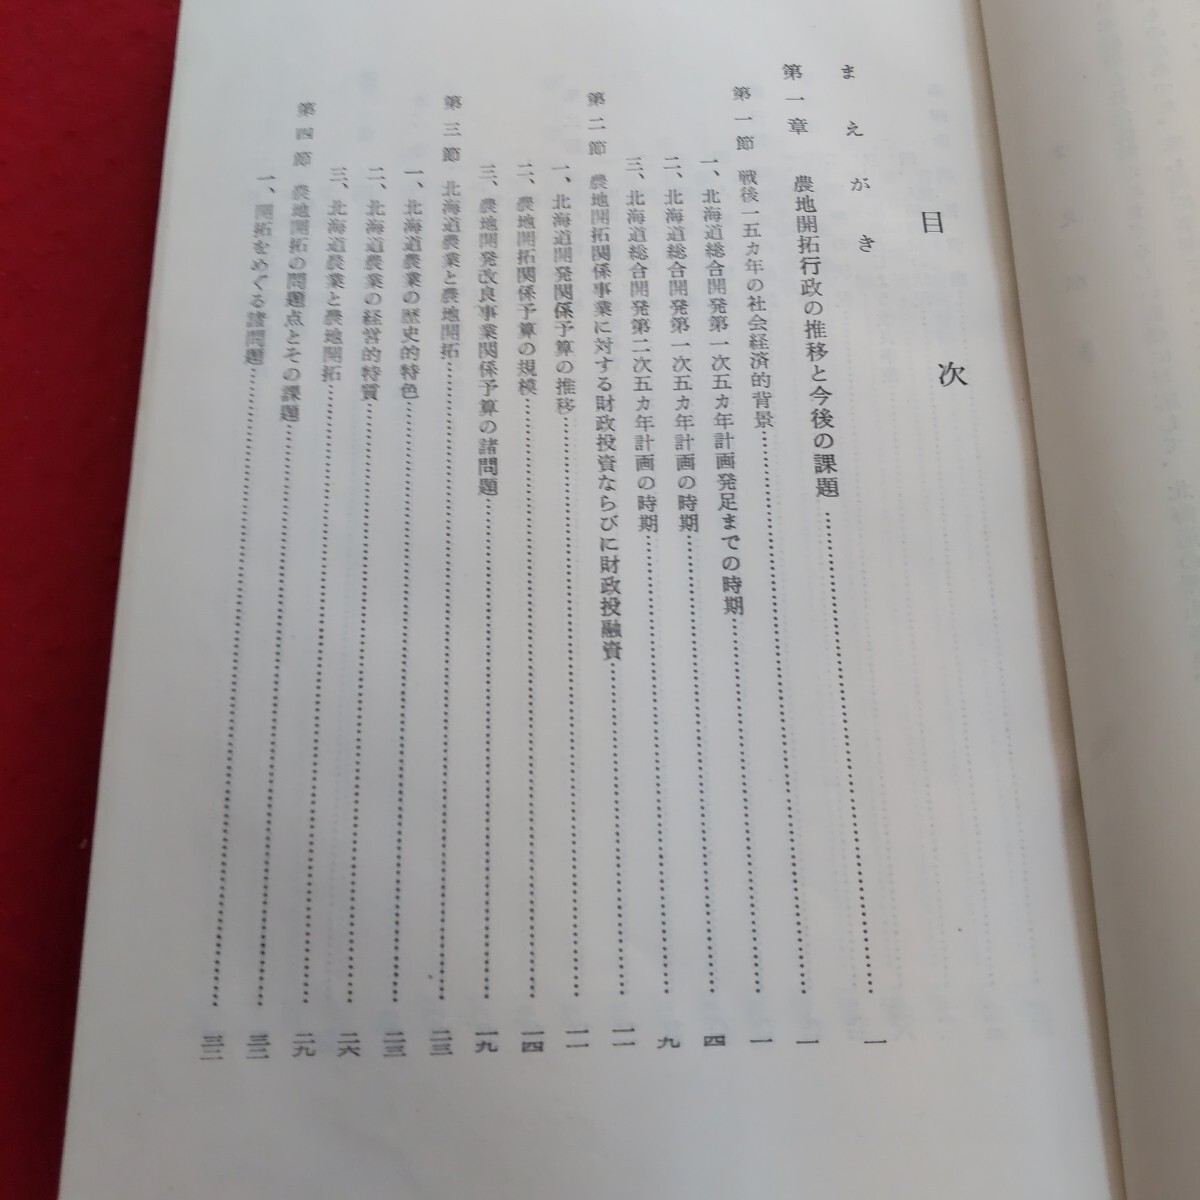 目次
まえがき
第一章 農地開拓行政の推移と今後の課題……………一
第一節 戦後一五カ年の社会経済的背景……………一
一、北海道総合開発第一次五カ年計画発足までの時期……………一
二、北海道総合開発第一次五カ年計画の時期……………四
三、北海道総合開発第二次五カ年計画の時期……………九
第二節 農地開拓関係事業に対する財政投資ならびに財政投融資……………一一
一、北海道開発関係予算の推移……………一一
二、農地開拓関係予算の規模……………一四
三、農地開発改良事業関係予算の諸問題……………一九
第三節 北海道農業と農地開拓……………二三
一、北海道農業の歴史的特色……………二三
二、北海道農業の経営的特質……………二六
三、北海道農業と農地開拓……………二九
第四節 農地開拓の問題点とその課題……………三二
一、開拓をめぐる諸問題……………三二